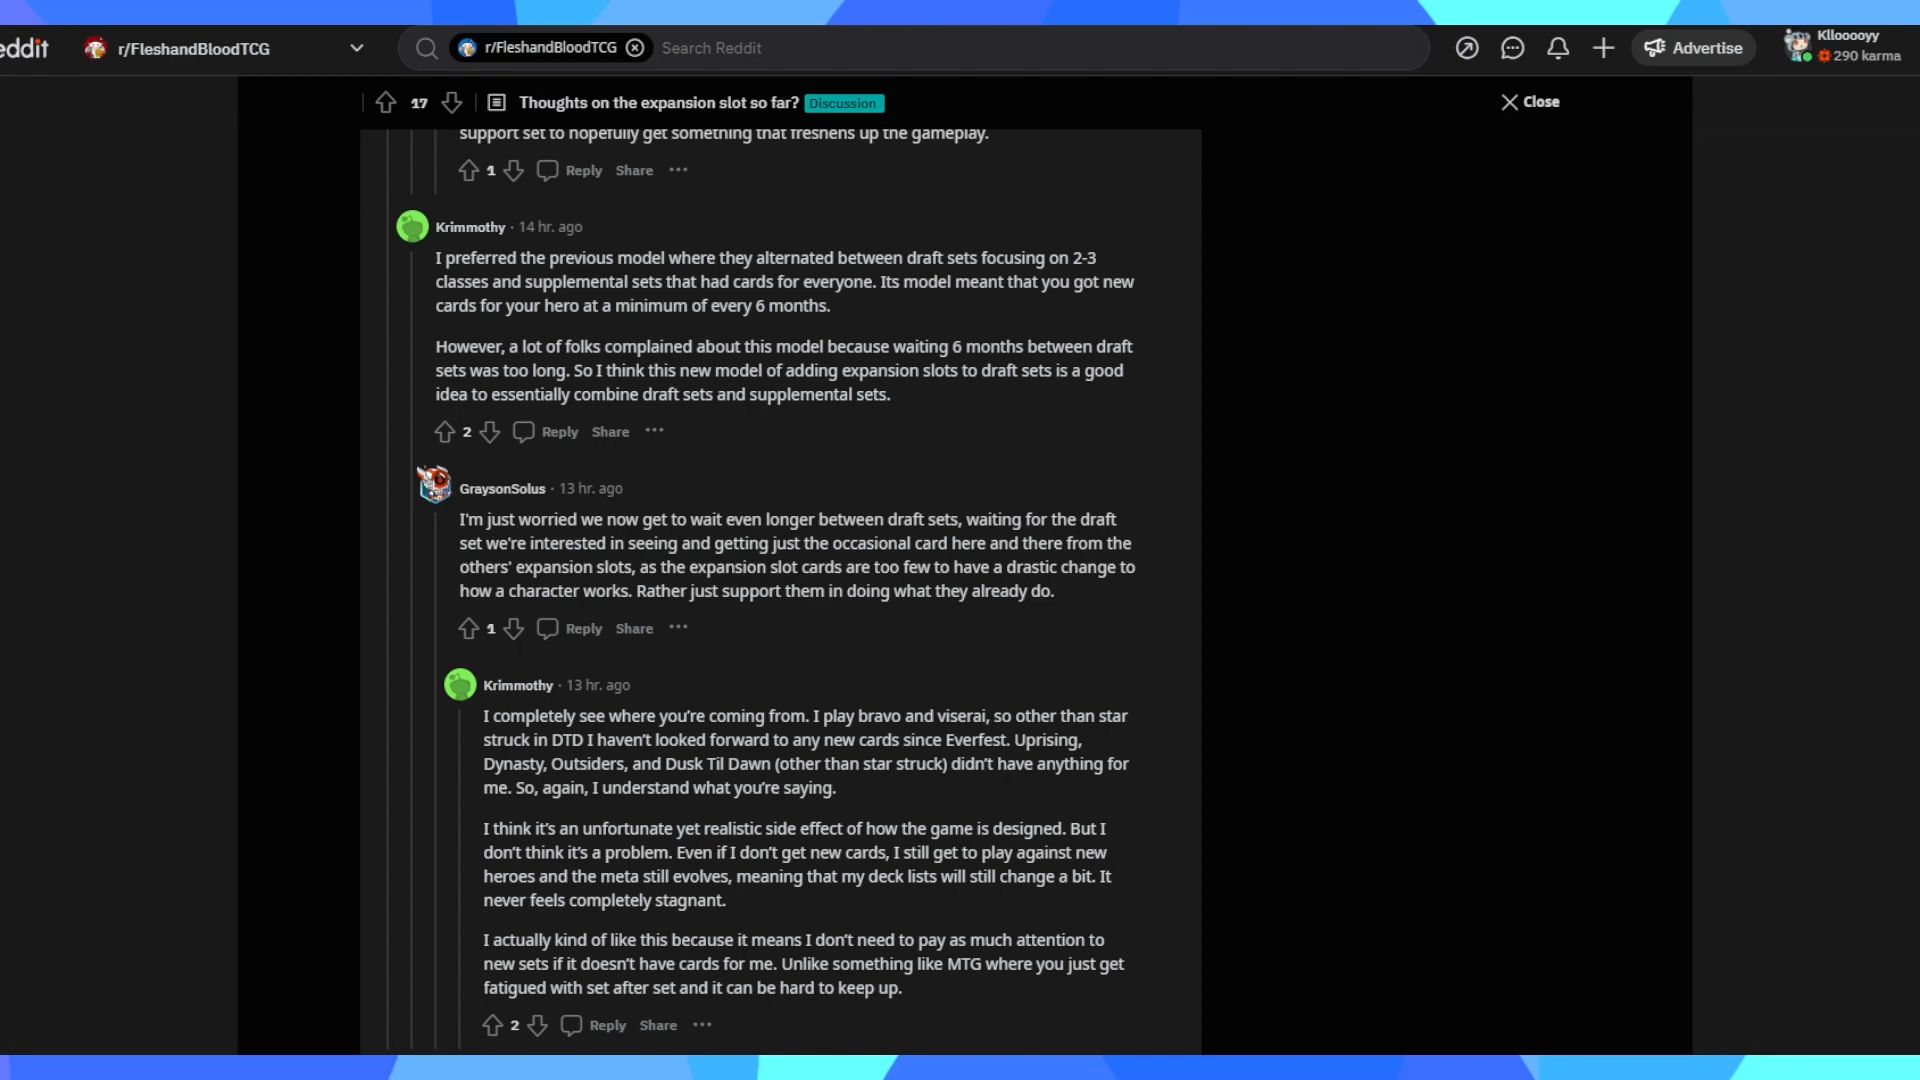 eddit
r/FleshandBloodTCG
r/FleshandBloodTCG
Search Reddit
Advertise
Kllooooyy
290 karma
17
Thoughts on the expansion slot so far?
Discussion
Close
support set to hopefully get something that freshens up the gameplay.
1 Reply Share ···
Krimmothy · 14 hr. ago
I preferred the previous model where they alternated between draft sets focusing on 2-3
classes and supplemental sets that had cards for everyone. Its model meant that you got new
cards for your hero at a minimum of every 6 months.
However, a lot of folks complained about this model because waiting 6 months between draft
sets was too long. So I think this new model of adding expansion slots to draft sets is a good
idea to essentially combine draft sets and supplemental sets.
2 Reply Share ···
GraysonSolus · 13 hr. ago
I'm just worried we now get to wait even longer between draft sets, waiting for the draft
set we're interested in seeing and getting just the occasional card here and there from the
others' expansion slots, as the expansion slot cards are too few to have a drastic change to
how a character works. Rather just support them in doing what they already do.
1 Reply Share ···
Krimmothy · 13 hr. ago
I completely see where you’re coming from. I play bravo and viserai, so other than star
struck in DTD I haven’t looked forward to any new cards since Everfest. Uprising,
Dynasty, Outsiders, and Dusk Til Dawn (other than star struck) didn’t have anything for
me. So, again, I understand what you’re saying.
I think it’s an unfortunate yet realistic side effect of how the game is designed. But I
don’t think it’s a problem. Even if I don’t get new cards, I still get to play against new
heroes and the meta still evolves, meaning that my deck lists will still change a bit. It
never feels completely stagnant.
I actually kind of like this because it means I don’t need to pay as much attention to
new sets if it doesn’t have cards for me. Unlike something like MTG where you just get
fatigued with set after set and it can be hard to keep up.
2 Reply Share ···